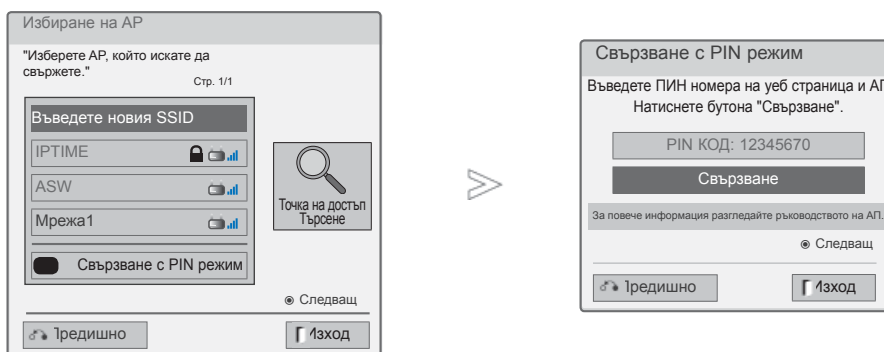 Избиране на AP
"Изберете AP, който искате да
свържете."
Стр. 1/1
Въведете новия SSID
IPTIME
ASW
Мрежа1
Свързване с PIN режим
Точка на достъп
Търсене
Следващ
Предишно
Изход
Свързване с PIN режим
Въведете ПИН номера на уеб страница и АП
Натиснете бутона "Свързване".
PIN КОД: 12345670
Свързване
За повече информация разгледайте ръководството на АП.
Следващ
Предишно
Изход